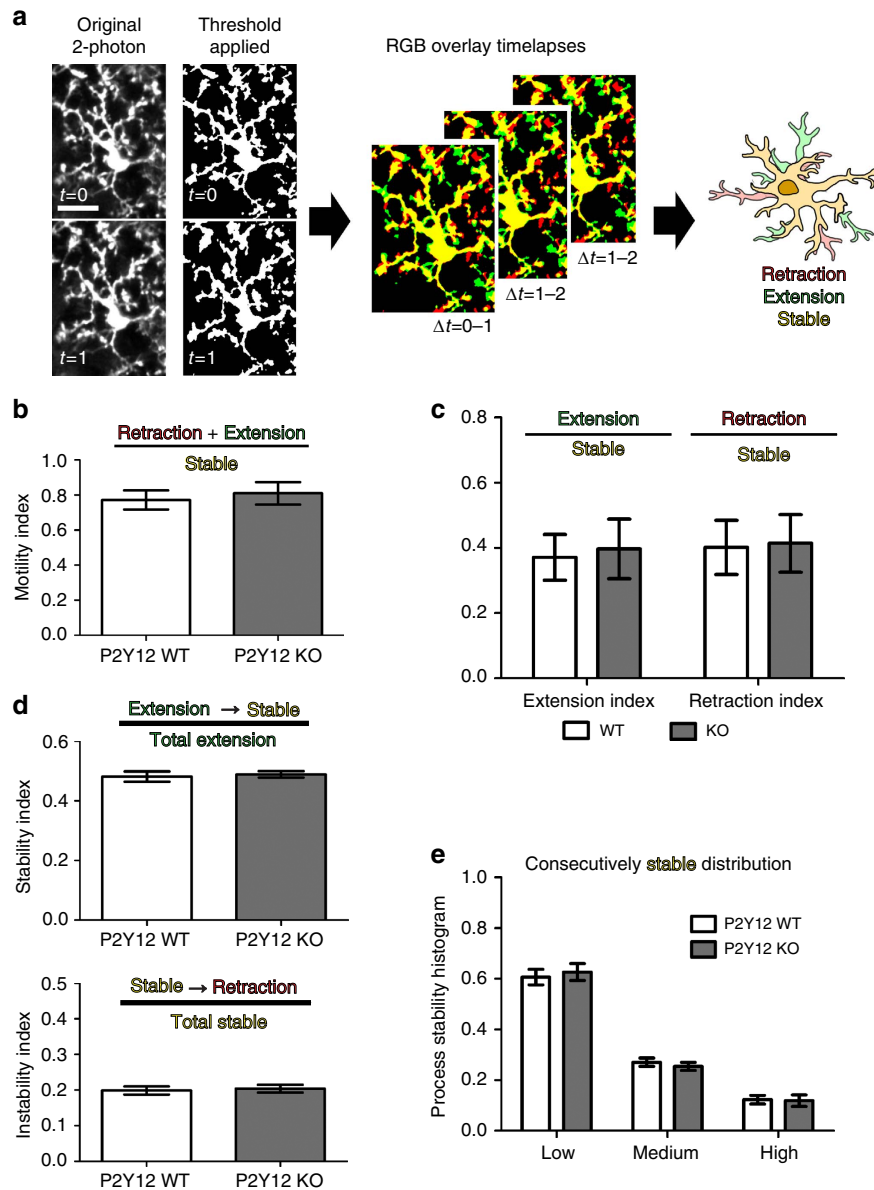 a
Original
2-photon
Threshold
applied
RGB overlay timelapses
t=0
t=0
t=1
t=1
Δt=0–1
Δt=1–2
Δt=1–2
Retraction
Extension
Stable
b
Retraction + Extension
Stable
Motility index
1.0
0.8
0.6
0.4
0.2
0.0
P2Y12 WT
P2Y12 KO
c
Extension
Stable
Retraction
Stable
0.8
0.6
0.4
0.2
0.0
Extension index
Retraction index
WT
KO
d
Extension → Stable
Total extension
Stability index
0.6
0.4
0.2
0.0
P2Y12 WT
P2Y12 KO
Stable → Retraction
Total stable
Instability index
0.5
0.4
0.3
0.2
0.1
0.0
P2Y12 WT
P2Y12 KO
e
Consecutively stable distribution
Process stability histogram
1.0
0.8
0.6
0.4
0.2
0.0
P2Y12 WT
P2Y12 KO
Low
Medium
High